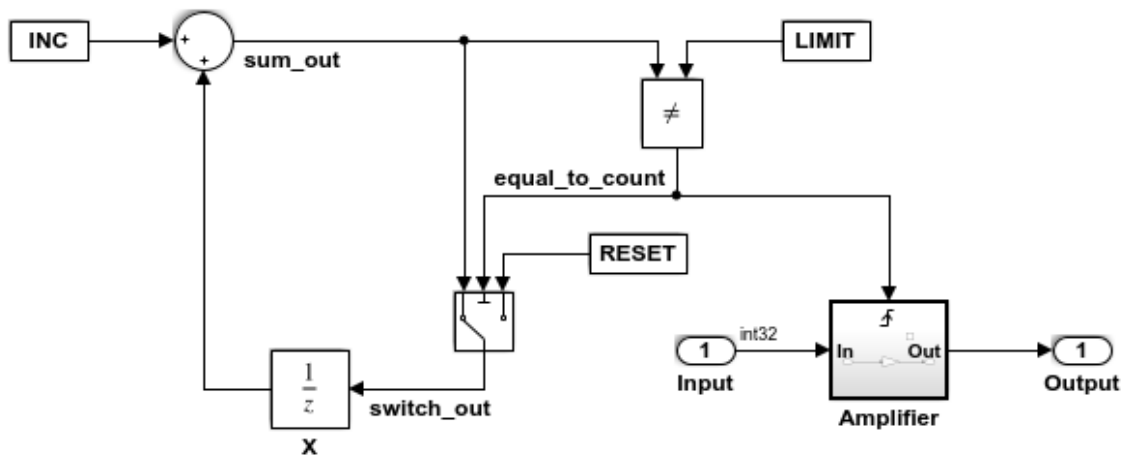 INC
+
+
sum_out
LIMIT
≠
equal_to_count
RESET
1
z
X
switch_out
1
Input
int32
In
Out
Amplifier
1
Output